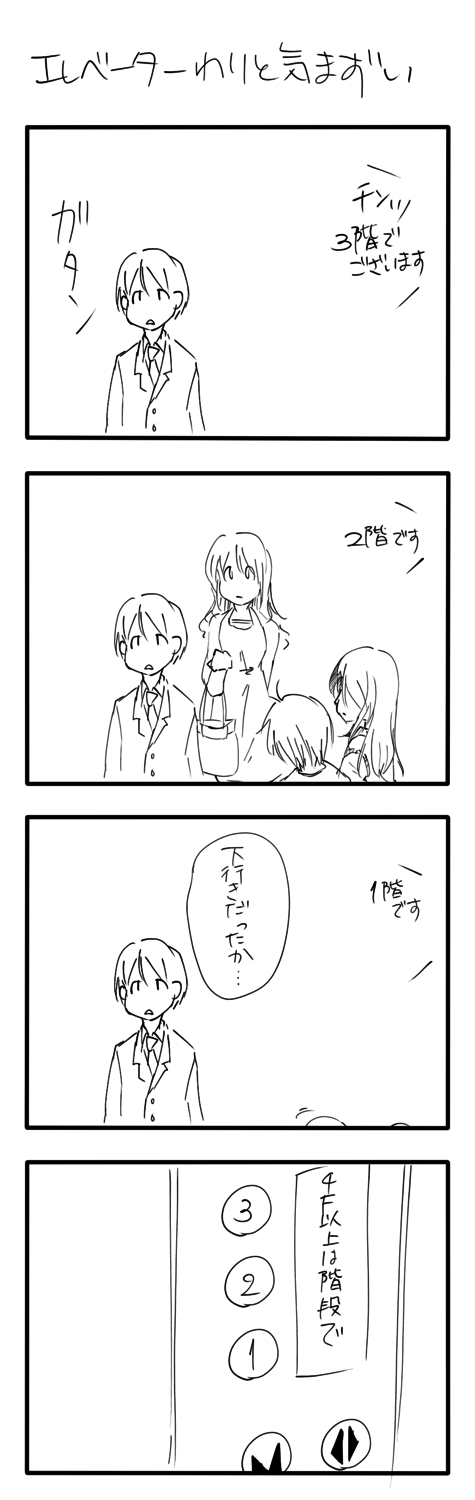 エレベーターわりと気まずい
チンッ
3階で
ございます
ガタン
2階です
1階
です
下行きだったか…
4F以上は階段で
3
2
1